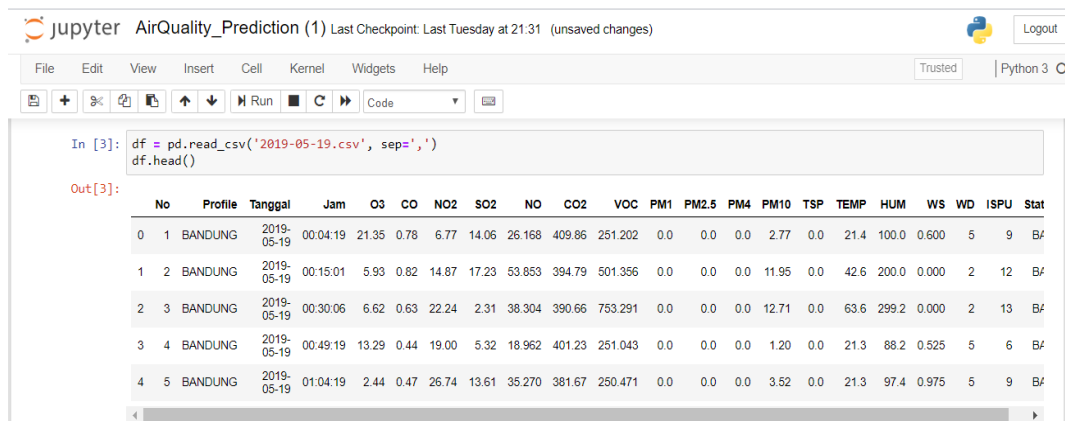 jupyter AirQuality_Prediction (1) Last Checkpoint: Last Tuesday at 21:31 (unsaved changes) Logout
File Edit View Insert Cell Kernel Widgets Help Trusted Python 3
Run Code
In [3]: df = pd.read_csv('2019-05-19.csv', sep=',')
df.head()
Out[3]:
No Profile Tanggal Jam O3 CO NO2 SO2 NO CO2 VOC PM1 PM2.5 PM4 PM10 TSP TEMP HUM WS WD ISPU Stat
0 1 BANDUNG 2019-05-19 00:04:19 21.35 0.78 6.77 14.06 26.168 409.86 251.202 0.0 0.0 0.0 2.77 0.0 21.4 100.0 0.600 5 9 BA
1 2 BANDUNG 2019-05-19 00:15:01 5.93 0.82 14.87 17.23 53.853 394.79 501.356 0.0 0.0 0.0 11.95 0.0 42.6 200.0 0.000 2 12 BA
2 3 BANDUNG 2019-05-19 00:30:06 6.62 0.63 22.24 2.31 38.304 390.66 753.291 0.0 0.0 0.0 12.71 0.0 63.6 299.2 0.000 2 13 BA
3 4 BANDUNG 2019-05-19 00:49:19 13.29 0.44 19.00 5.32 18.962 401.23 251.043 0.0 0.0 0.0 1.20 0.0 21.3 88.2 0.525 5 6 BA
4 5 BANDUNG 2019-05-19 01:04:19 2.44 0.47 26.74 13.61 35.270 381.67 250.471 0.0 0.0 0.0 3.52 0.0 21.3 97.4 0.975 5 9 BA